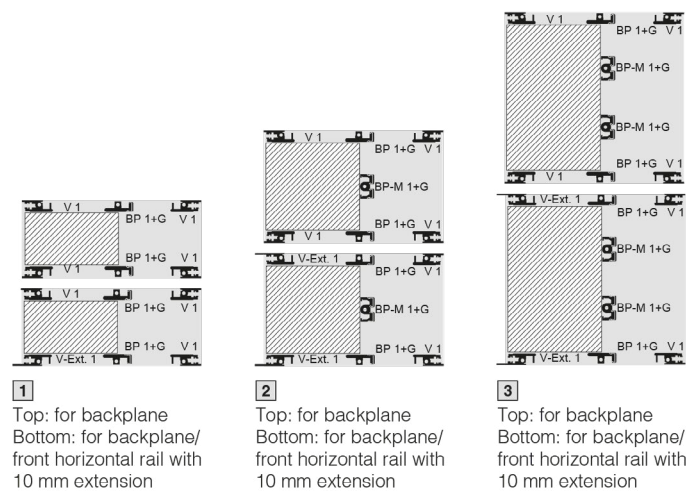 V 1
BP 1+G V 1
BP 1+G V 1
V 1
V 1
BP 1+G V 1
BP 1+G V 1
V-Ext. 1
1
Top: for backplane
Bottom: for backplane/
front horizontal rail with
10 mm extension
V 1
BP 1+G V 1
BP-M 1+G
BP 1+G V 1
V 1
V-Ext. 1
BP 1+G V 1
BP-M 1+G
BP 1+G V 1
2
Top: for backplane
Bottom: for backplane/
front horizontal rail with
10 mm extension
V 1
BP 1+G V 1
BP-M 1+G
BP-M 1+G
BP 1+G V 1
V 1
V-Ext. 1
BP 1+G V 1
BP-M 1+G
BP-M 1+G
BP 1+G V 1
V-Ext. 1
3
Top: for backplane
Bottom: for backplane/
front horizontal rail with
10 mm extension